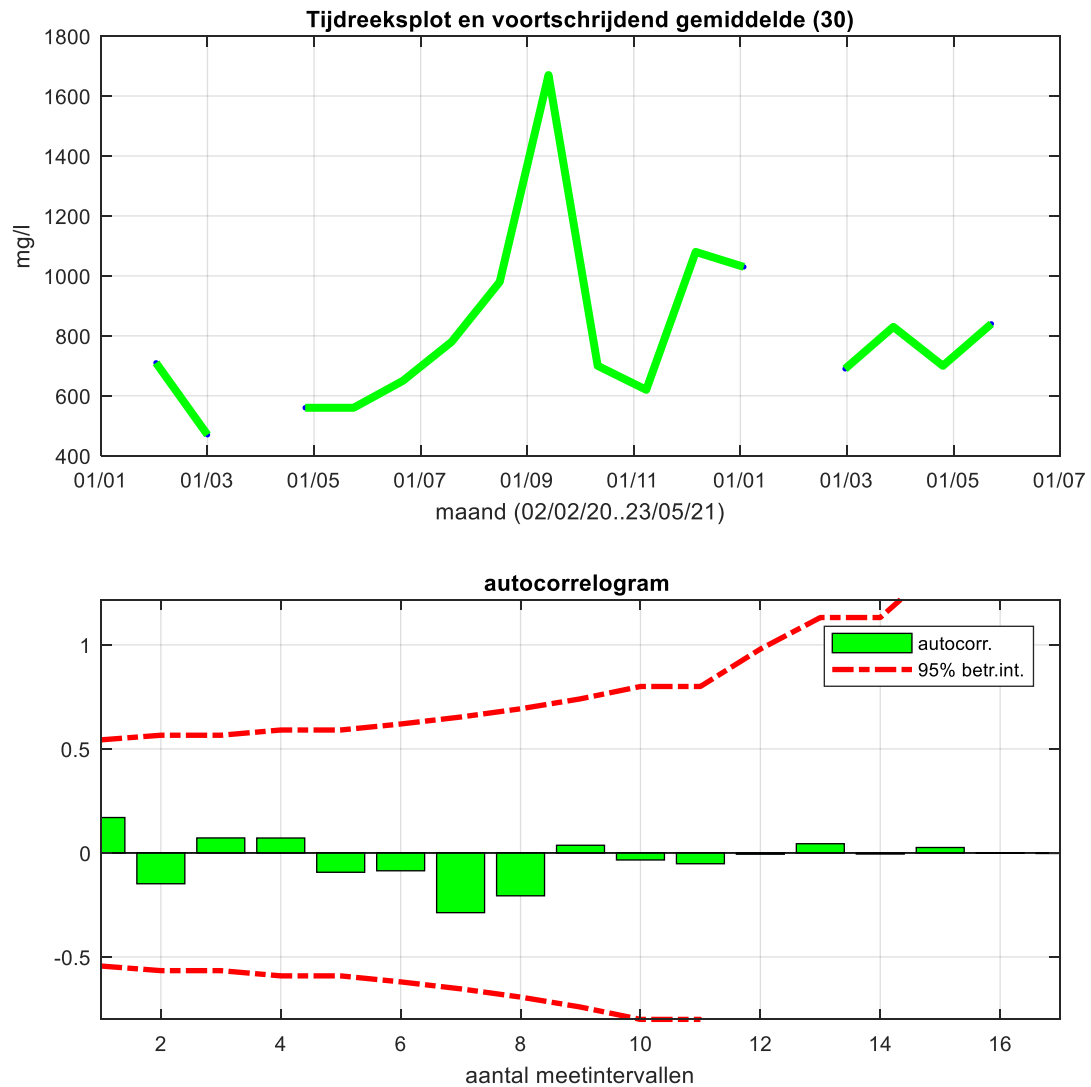 Tijdreeksplot en voortschrijdend gemiddelde (30)
1800
1600
1400
1200
1000
800
600
400
mg/l
01/01 01/03 01/05 01/07 01/09 01/11 01/01 01/03 01/05 01/07
maand (02/02/20..23/05/21)
autocorrelogram
1
0.5
0
-0.5
autocorr.
95% betr.int.
2 4 6 8 10 12 14 16
aantal meetintervallen